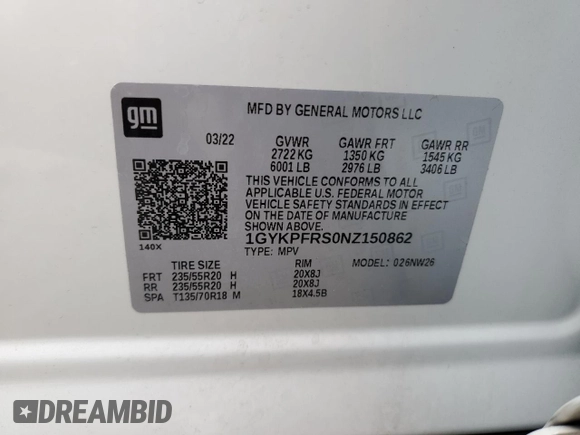 gm
MFD BY GENERAL MOTORS LLC
03/22 GVWR GAWR FRT GAWR RR
2722 KG 1350 KG 1545 KG
6001 LB 2976 LB 3406 LB
THIS VEHICLE CONFORMS TO ALL
APPLICABLE U.S. FEDERAL MOTOR
VEHICLE SAFETY STANDARDS IN EFFECT
ON THE DATE OF MANUFACTURE
SHOWN ABOVE
1GYKPFRS0NZ150862
140X
TYPE: MPV MODEL: 026NW26
TIRE SIZE RIM
FRT 235/55R20 H 20X8J
RR 235/55R20 H 20X8J
SPA T135/70R18 M 18X4.5B
DREAMBID